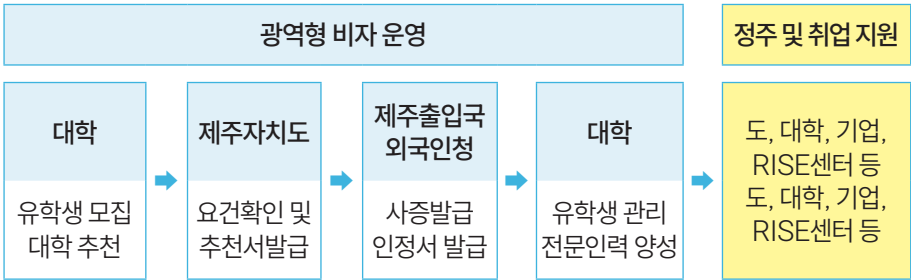 광역형 비자 운영
정주 및 취업 지원
대학
유학생 모집
대학 추천
제주자치도
요건확인 및
추천서발급
제주출입국
외국인청
사증발급
인정서 발급
대학
유학생 관리
전문인력 양성
도, 대학, 기업,
RISE센터 등
도, 대학, 기업,
RISE센터 등